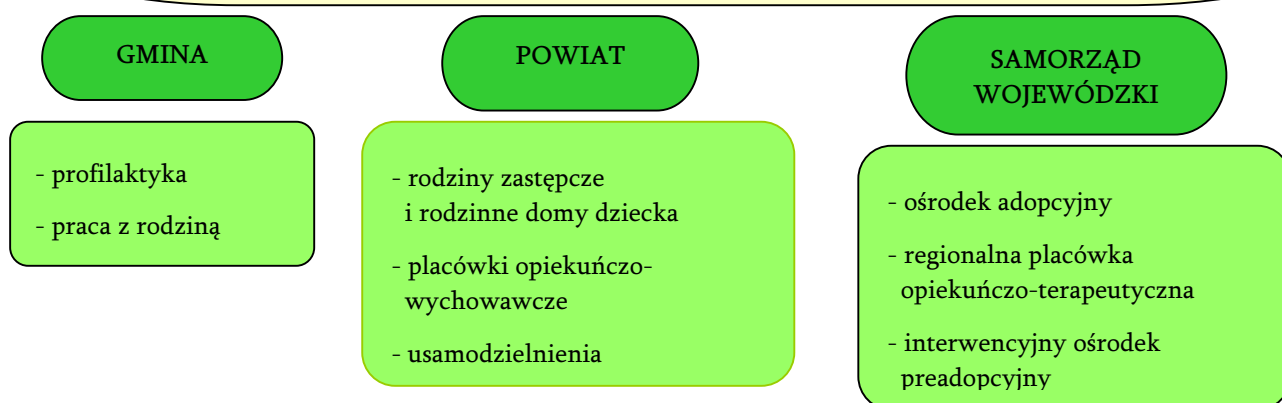 GMINA
- profilaktyka
- praca z rodziną
POWIAT
- rodziny zastępcze
i rodzinne domy dziecka
- placówki opiekuńczo-
wychowawcze
- usamodzielnienia
SAMORZĄD
WOJEWÓDZKI
- ośrodek adopcyjny
- regionalna placówka
opiekuńczo-terapeutyczna
- interwencyjny ośrodek
preadopcyjny